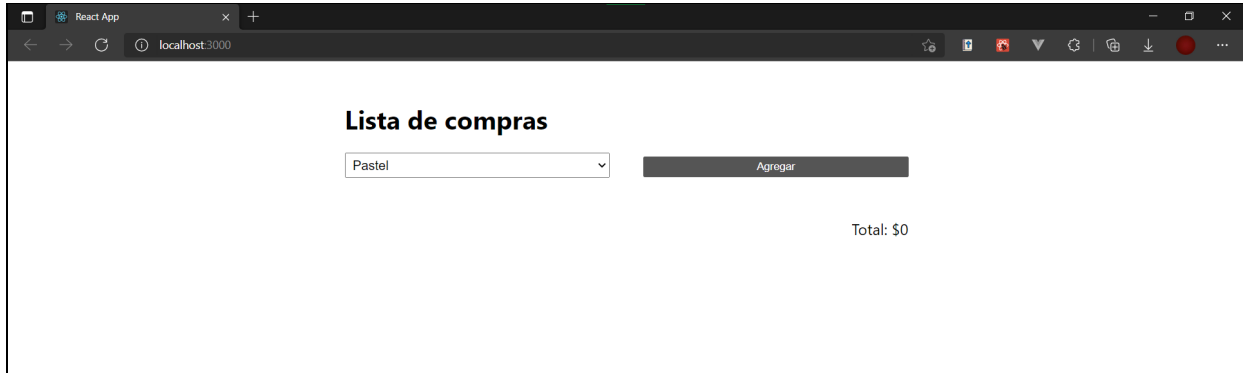 React App
localhost:3000
Lista de compras
Pastel
Agregar
Total: $0